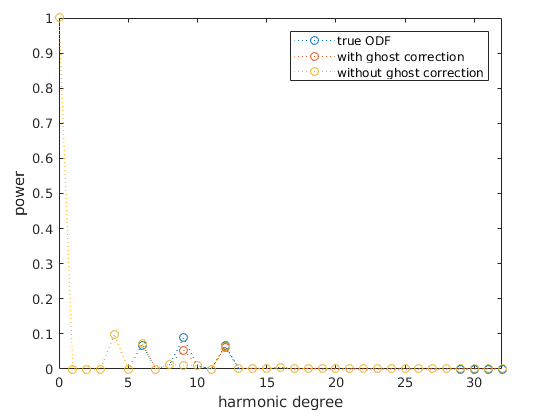 true ODF
with ghost correction
without ghost correction
1
0.9
0.8
0.7
0.6
0.5
0.4
0.3
0.2
0.1
0
power
0 5 10 15 20 25 30
harmonic degree